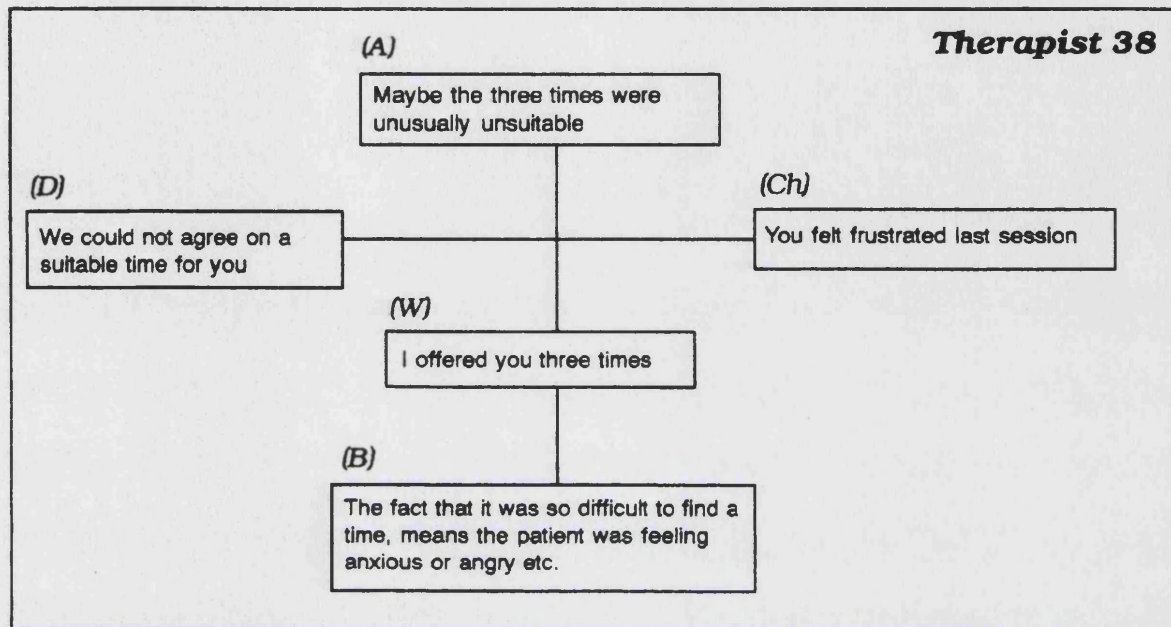 Therapist 38
(A)
Maybe the three times were
unusually unsuitable
(D)
We could not agree on a
suitable time for you
(Ch)
You felt frustrated last session
(W)
I offered you three times
(B)
The fact that it was so difficult to find a
time, means the patient was feeling
anxious or angry etc.